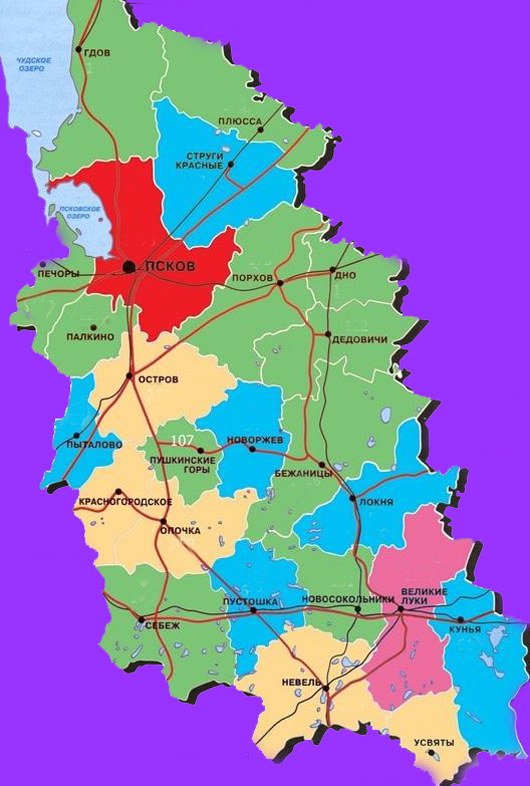 ГДОВ
ЧУДСКОЕ
ОЗЕРО
ПЛЮССА
СТРУГИ
КРАСНЫЕ
ПСКОВСКОЕ
ОЗЕРО
ПСКОВ
ПЕЧОРЫ
ПОРХОВ
ДНО
ПАЛКИНО
ДЕДОВИЧИ
ОСТРОВ
ПЫТАЛОВО
107
НОВОРЖЕВ
ПУШКИНСКИЕ
ГОРЫ
БЕЖАНИЦЫ
КРАСНОГОРОДСКОЕ
ЛОКНЯ
ОПОЧКА
ПУСТОШКА
НОВОСОКОЛЬНИКИ
ВЕЛИКИЕ
ЛУКИ
СЕБЕЖ
КУНЬЯ
НЕВЕЛЬ
УСВЯТЫ